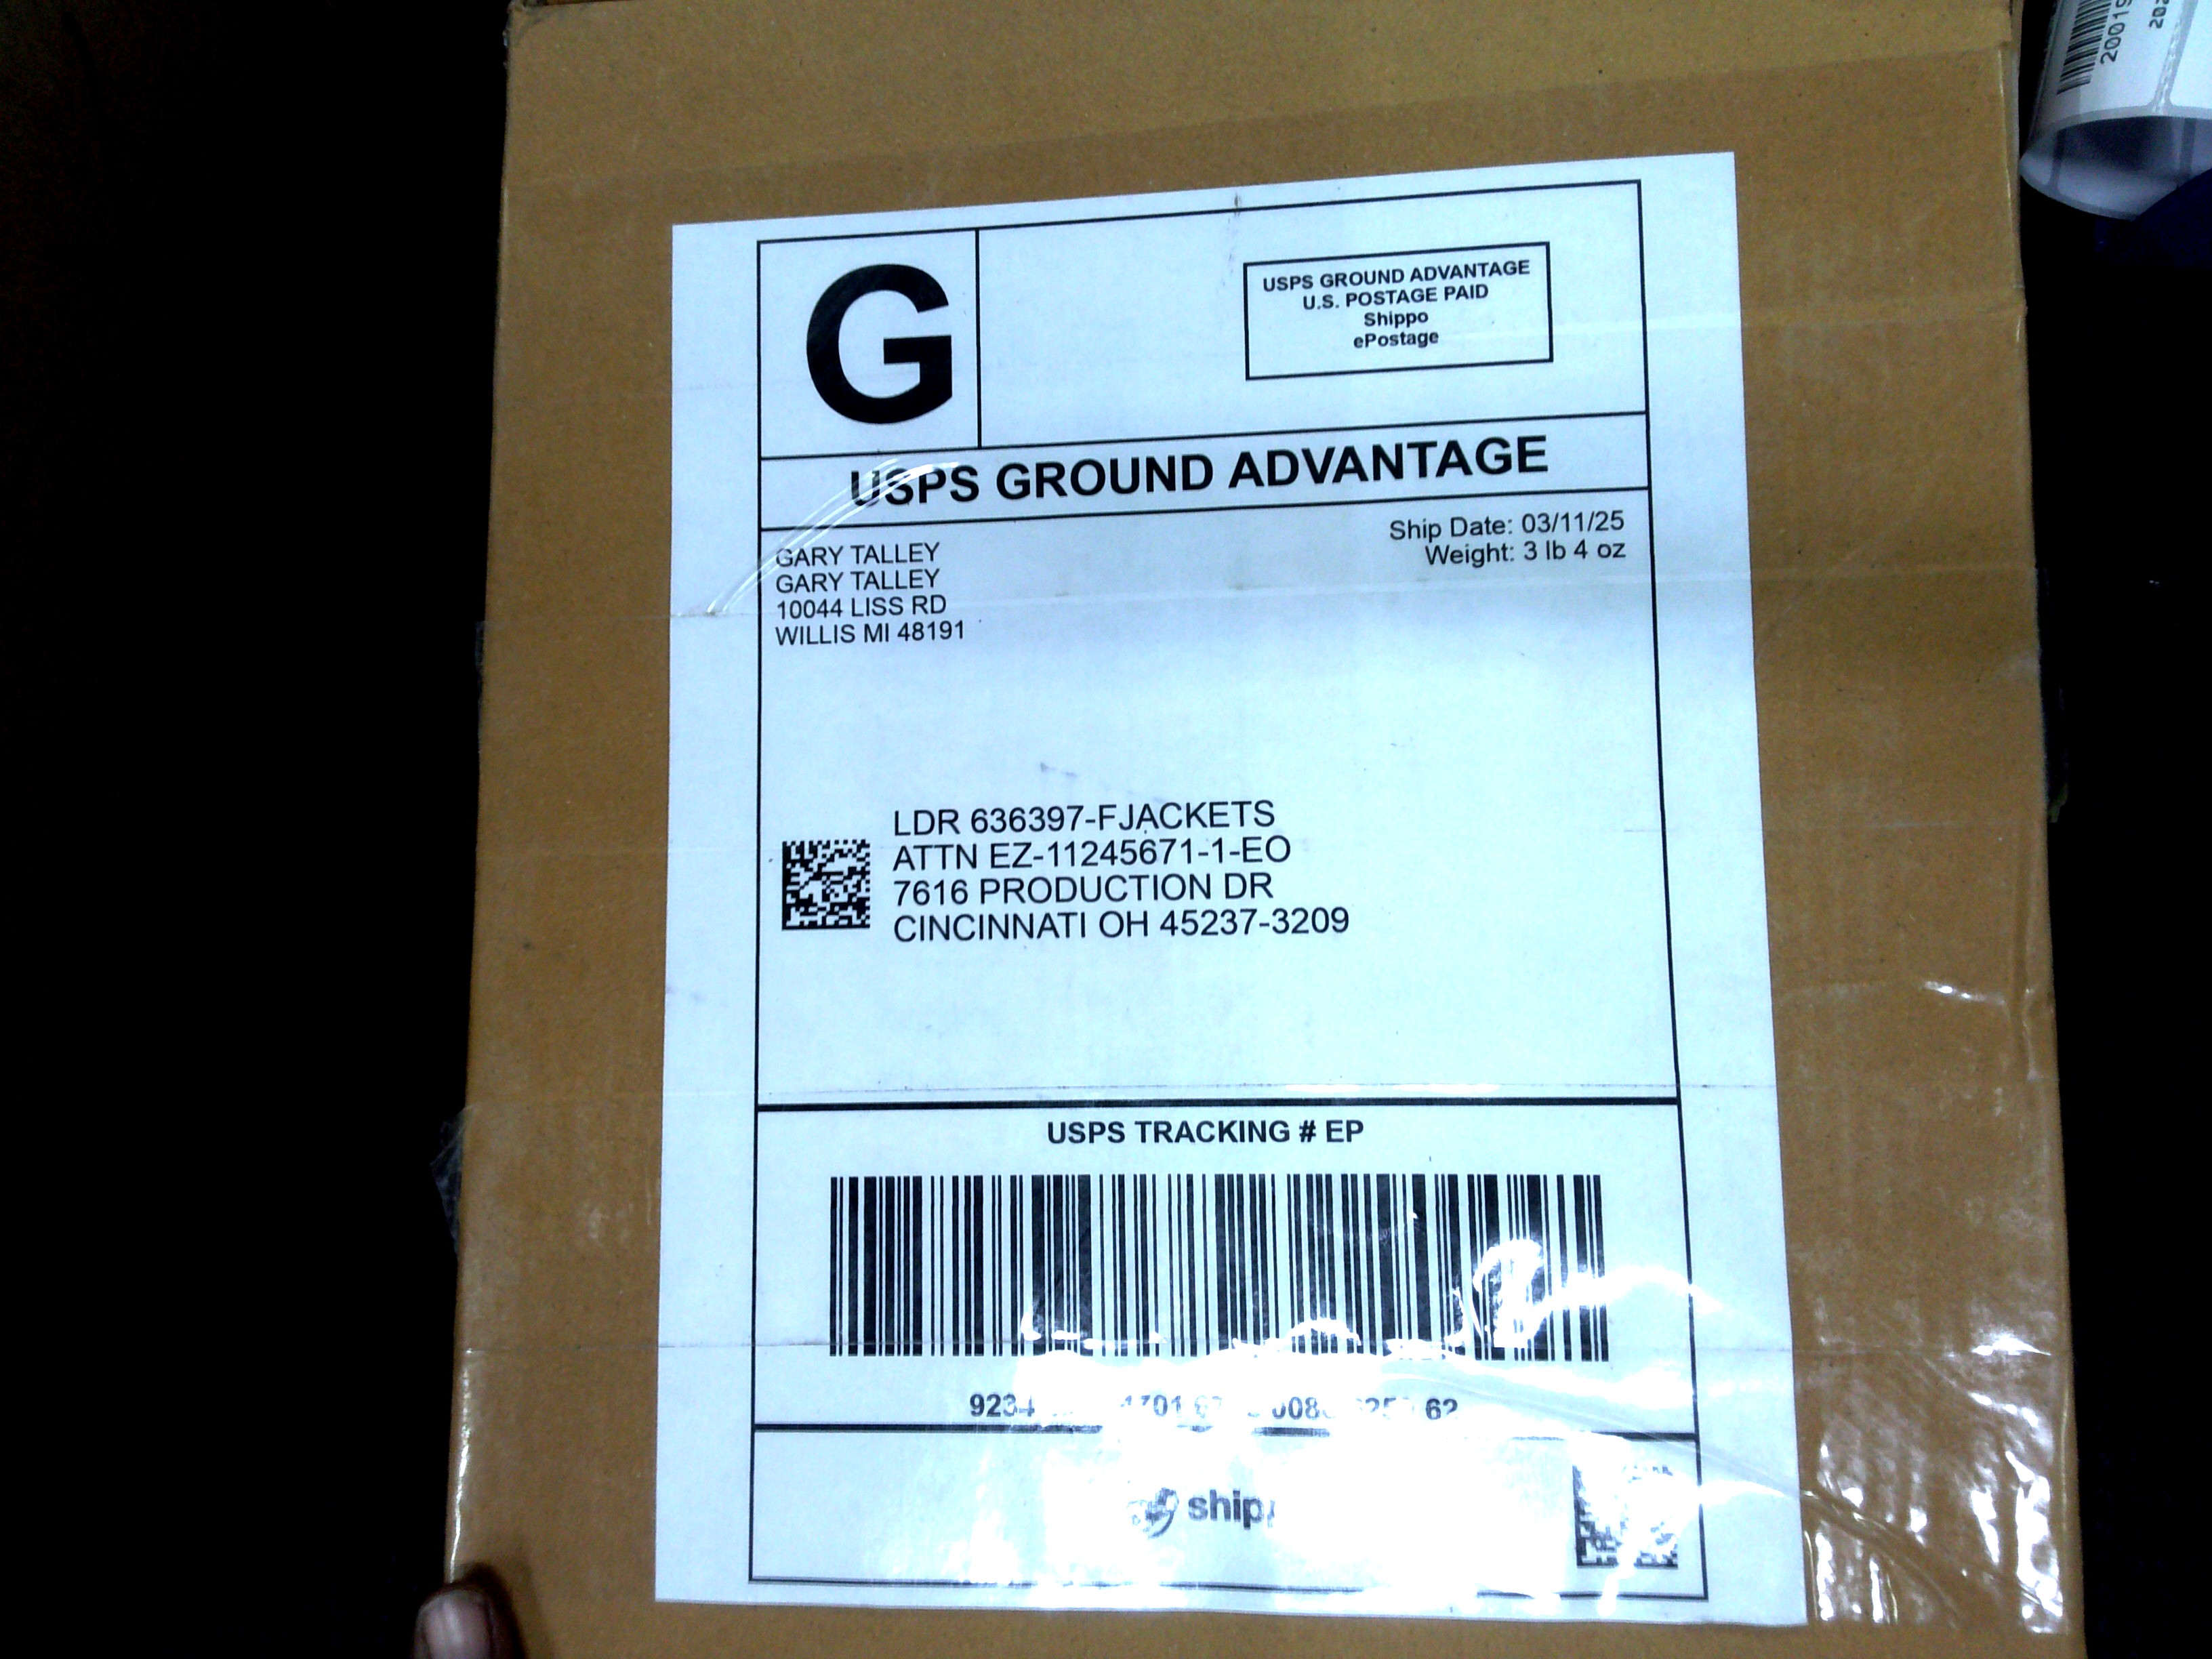 G
USPS GROUND ADVANTAGE
U.S. POSTAGE PAID
Shippo
ePostage
USPS GROUND ADVANTAGE
Ship Date: 03/11/25
Weight: 3 lb 4 oz
GARY TALLEY
GARY TALLEY
10044 LISS RD
WILLIS MI 48191
LDR 636397-FJACKETS
ATTN EZ-11245671-1-EO
7616 PRODUCTION DR
CINCINNATI OH 45237-3209
USPS TRACKING # EP
9234 62